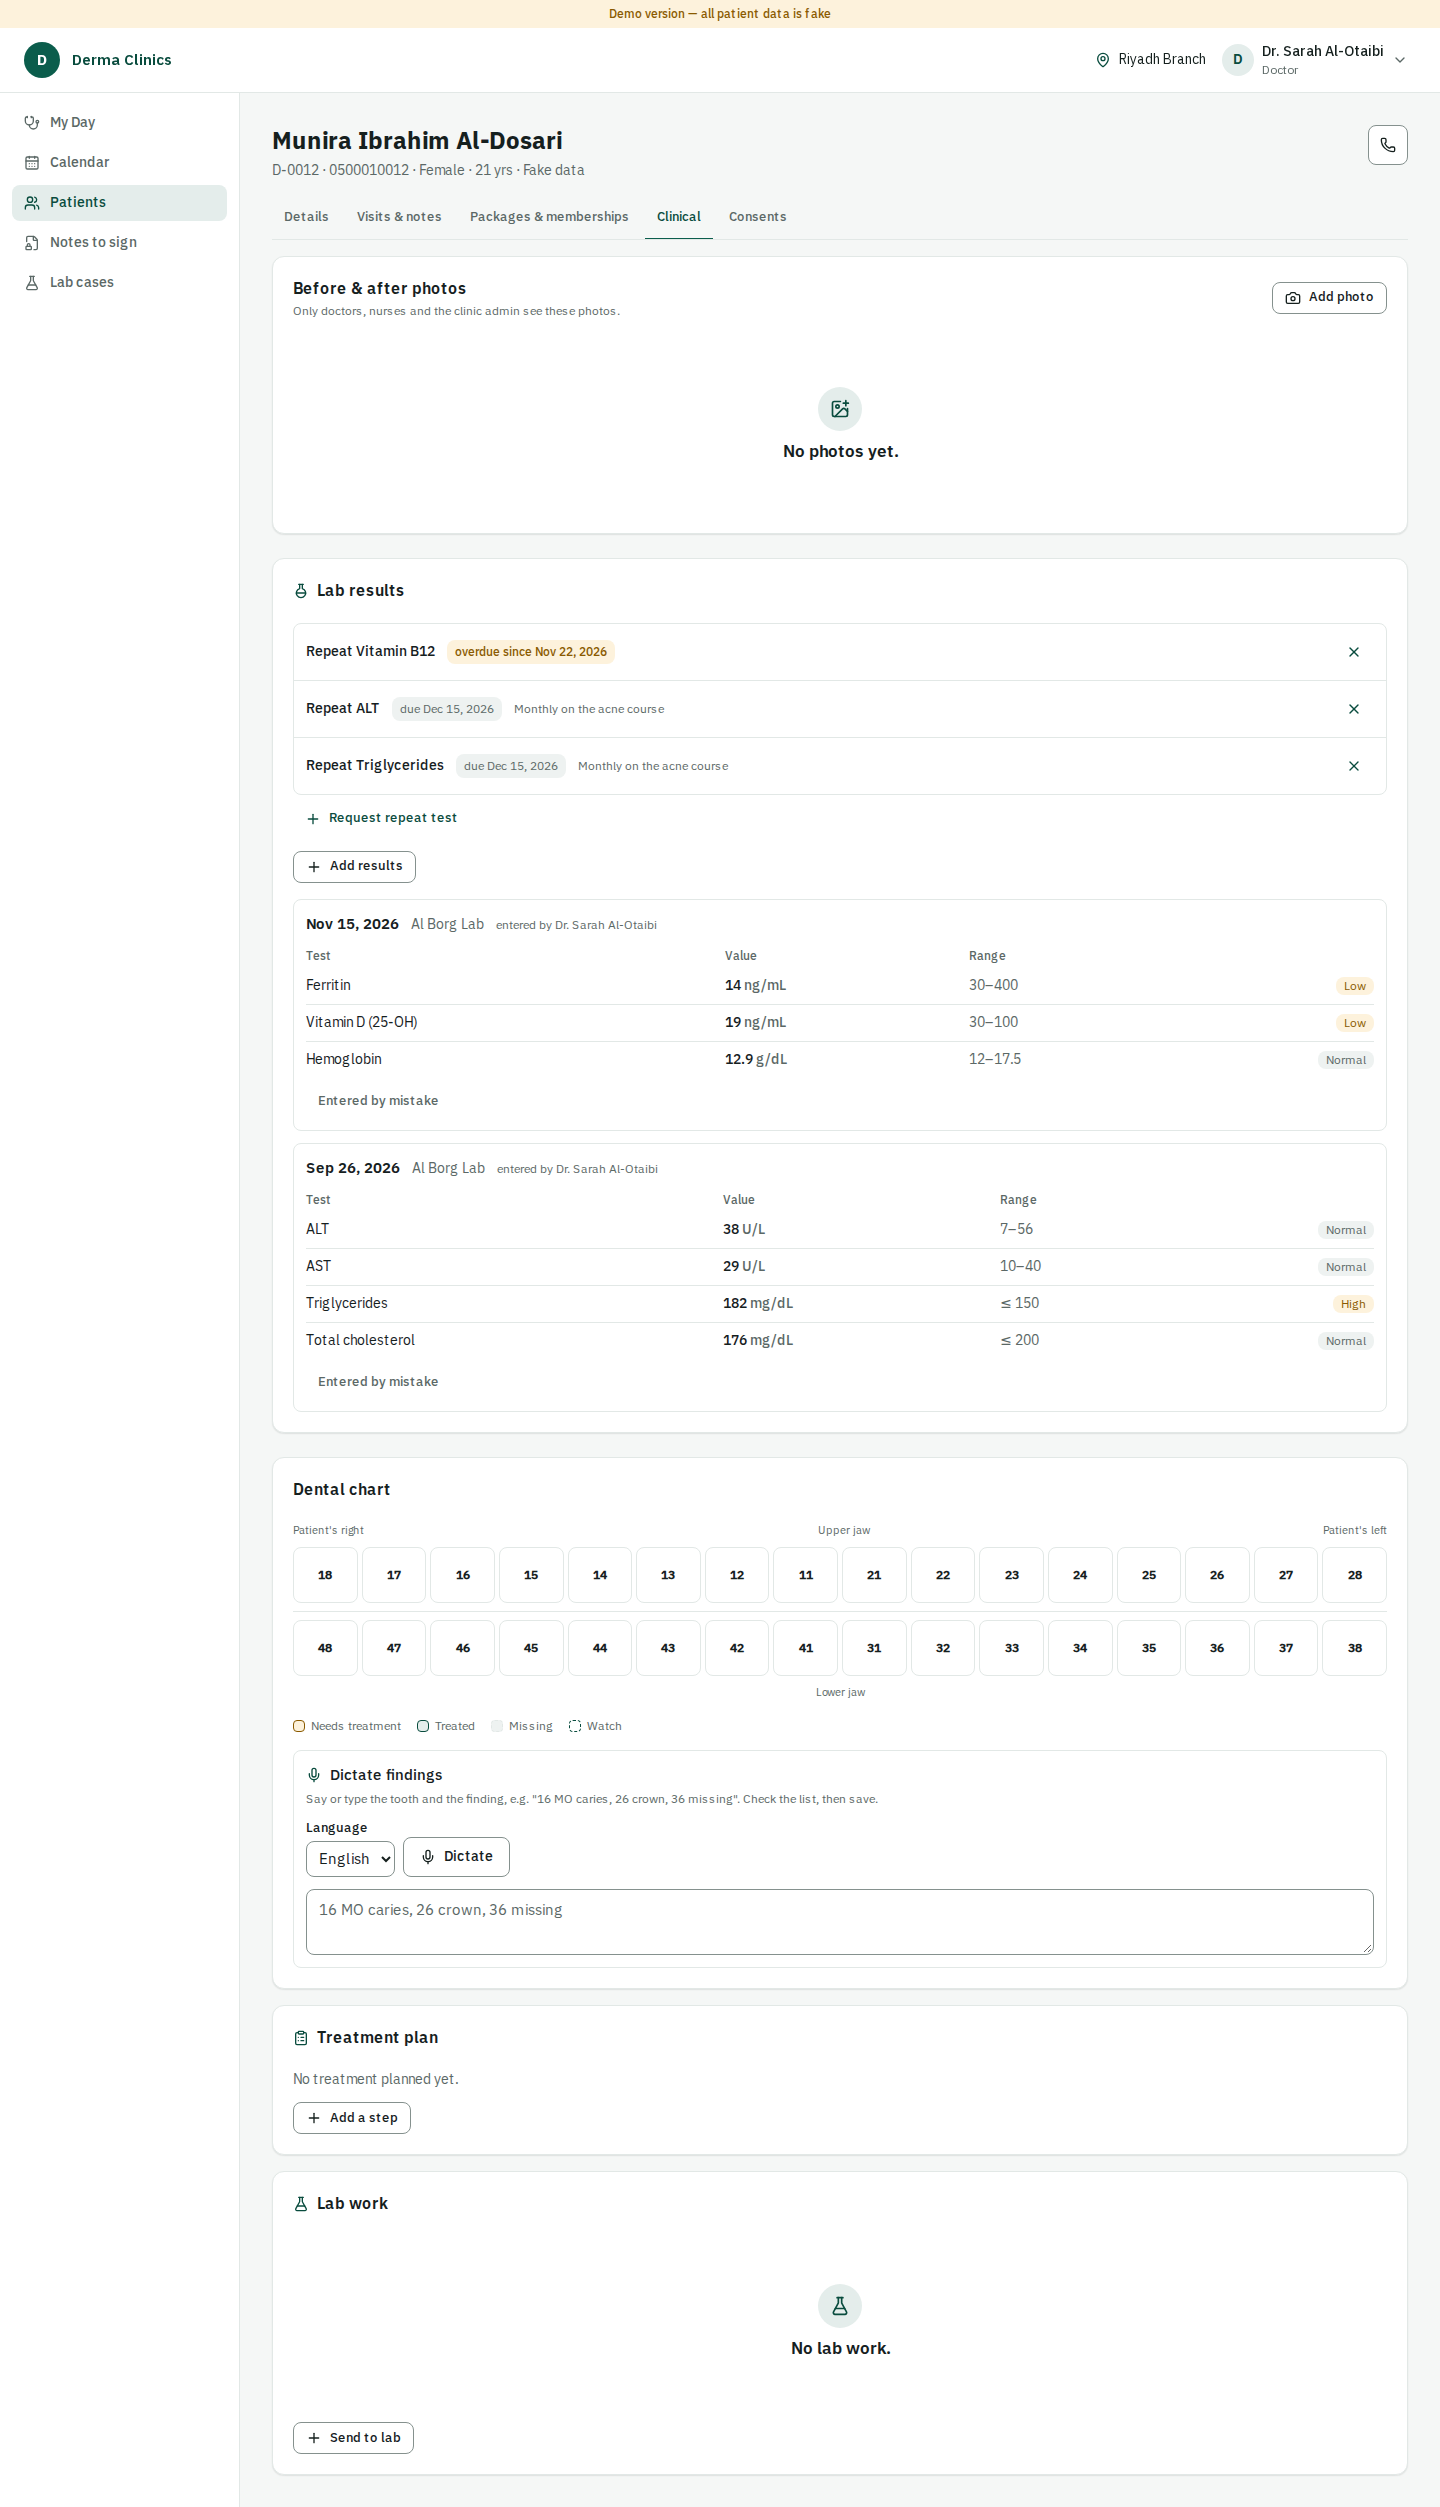 Demo version — all patient data is fake
D
Derma Clinics
Riyadh Branch
D
Dr. Sarah Al-Otaibi
Doctor
My Day
Calendar
Patients
Notes to sign
Lab cases
Munira Ibrahim Al-Dosari
D-0012 · 0500010012 · Female · 21 yrs · Fake data
Details Visits & notes Packages & memberships Clinical Consents
Before & after photos
Only doctors, nurses and the clinic admin see these photos.
Add photo
No photos yet.
Lab results
Repeat Vitamin B12 overdue since Nov 22, 2026
Repeat ALT due Dec 15, 2026 Monthly on the acne course
Repeat Triglycerides due Dec 15, 2026 Monthly on the acne course
Request repeat test
Add results
Nov 15, 2026 Al Borg Lab entered by Dr. Sarah Al-Otaibi
Test Value Range
Ferritin 14 ng/mL 30–400 Low
Vitamin D (25-OH) 19 ng/mL 30–100 Low
Hemoglobin 12.9 g/dL 12–17.5 Normal
Entered by mistake
Sep 26, 2026 Al Borg Lab entered by Dr. Sarah Al-Otaibi
Test Value Range
ALT 38 U/L 7–56 Normal
AST 29 U/L 10–40 Normal
Triglycerides 182 mg/dL ≤ 150 High
Total cholesterol 176 mg/dL ≤ 200 Normal
Entered by mistake
Dental chart
Patient's right Upper jaw Patient's left
18 17 16 15 14 13 12 11 21 22 23 24 25 26 27 28
48 47 46 45 44 43 42 41 31 32 33 34 35 36 37 38
Lower jaw
Needs treatment Treated Missing Watch
Dictate findings
Say or type the tooth and the finding, e.g. "16 MO caries, 26 crown, 36 missing". Check the list, then save.
Language
English Dictate
16 MO caries, 26 crown, 36 missing
Treatment plan
No treatment planned yet.
Add a step
Lab work
No lab work.
Send to lab